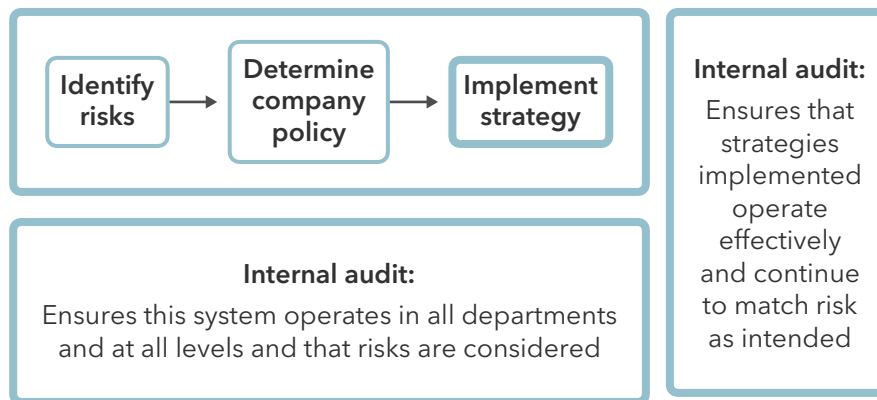 Identify
risks
Determine
company
policy
Implement
strategy
Internal audit:
Ensures that
strategies
implemented
operate
effectively
and continue
to match risk
as intended
Internal audit:
Ensures this system operates in all departments
and at all levels and that risks are considered